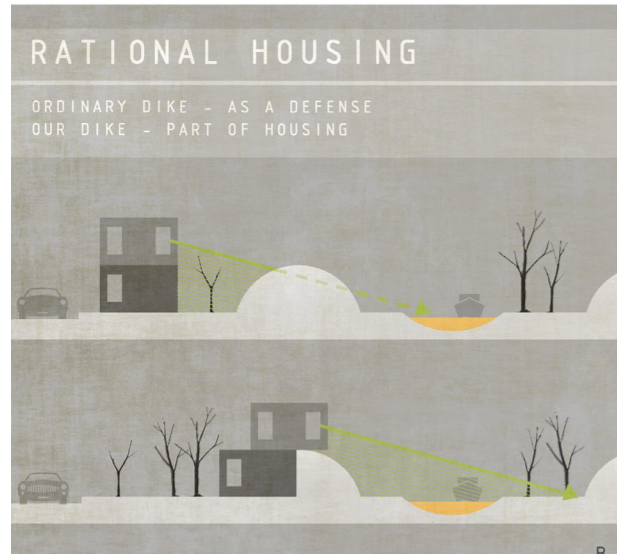 RATIONAL HOUSING
ORDINARY DIKE - AS A DEFENSE
OUR DIKE - PART OF HOUSING